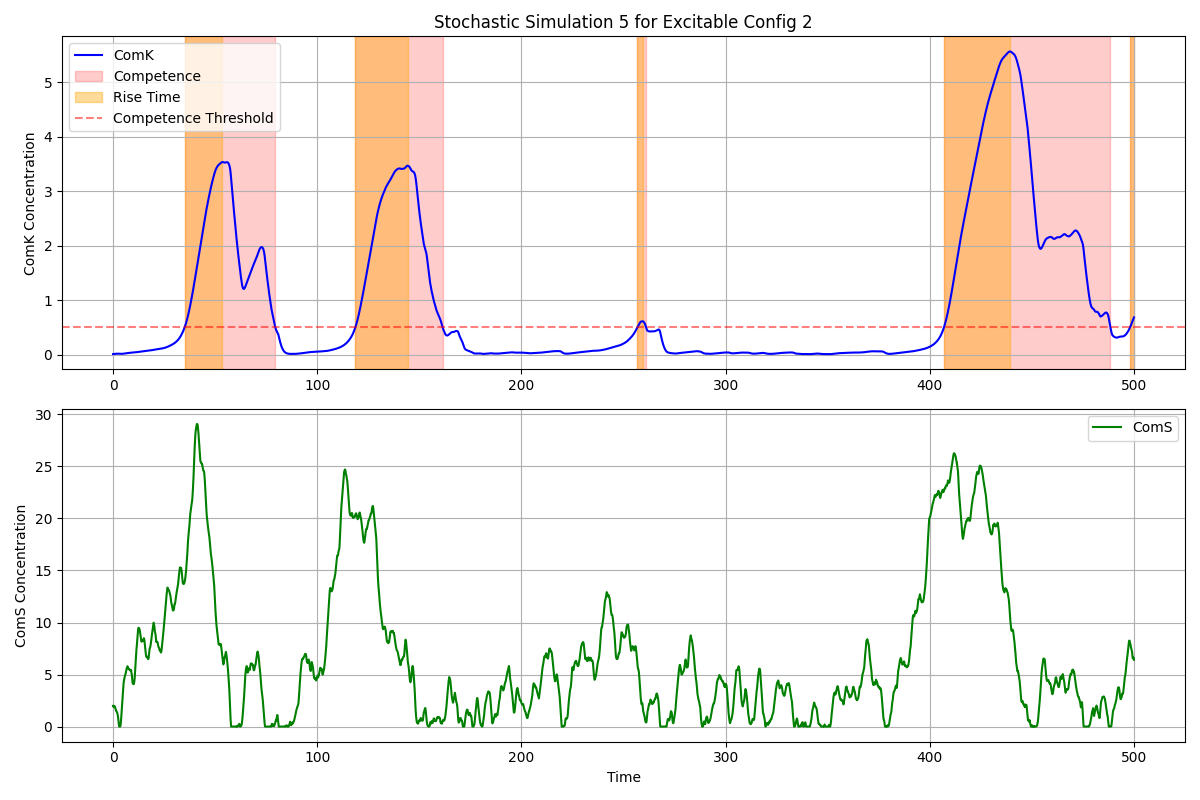 Stochastic Simulation 5 for Excitable Config 2
ComK Concentration
5
4
3
2
1
0
ComK
Competence
Rise Time
Competence Threshold
0 100 200 300 400 500
ComS Concentration
30
25
20
15
10
5
0
ComS
0 100 200 300 400 500
Time